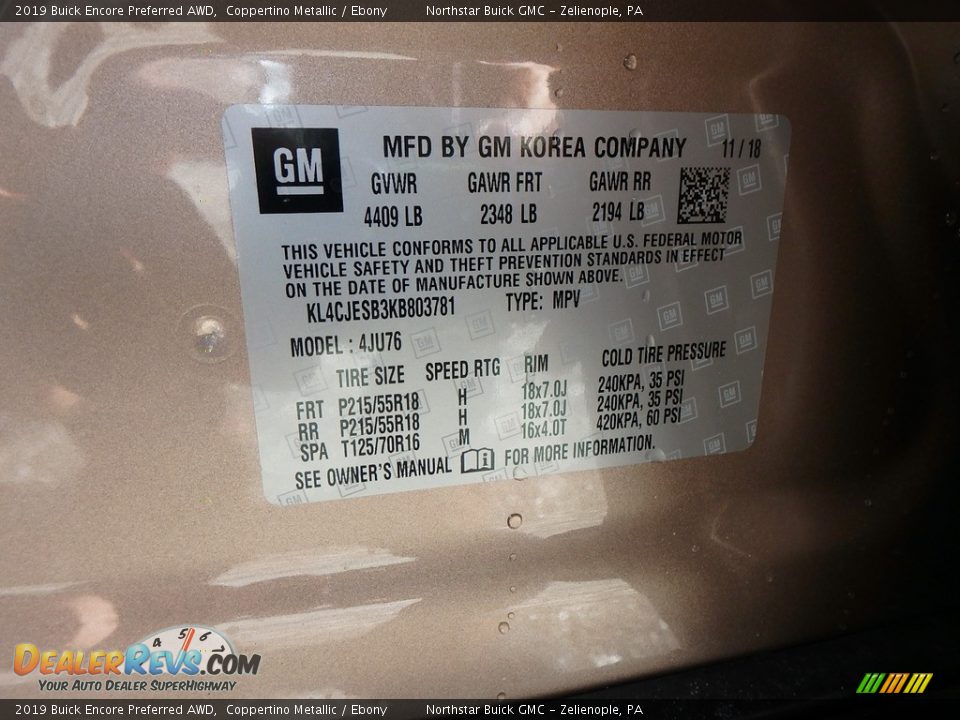 2019 Buick Encore Preferred AWD,  Coppertino Metallic / Ebony    Northstar Buick GMC - Zelienople, PA
GM MFD BY GM KOREA COMPANY 11/18
GVWR GAWR FRT GAWR RR
4409 LB 2348 LB 2194 LB
THIS VEHICLE CONFORMS TO ALL APPLICABLE U.S. FEDERAL MOTOR
VEHICLE SAFETY AND THEFT PREVENTION STANDARDS IN EFFECT
ON THE DATE OF MANUFACTURE SHOWN ABOVE.
KL4CJESB3KB803781 TYPE: MPV
MODEL : 4JU76
TIRE SIZE SPEED RTG RIM COLD TIRE PRESSURE
FRT P215/55R18 H 18x7.0J 240KPA, 35 PSI
RR P215/55R18 H 18x7.0J 240KPA, 35 PSI
SPA T125/70R16 M 16x4.0T 420KPA, 60 PSI
SEE OWNER'S MANUAL FOR MORE INFORMATION.
4 5 6 7
DealerRevs.com
Your Auto Dealer SuperHighway
2019 Buick Encore Preferred AWD,  Coppertino Metallic / Ebony    Northstar Buick GMC - Zelienople, PA